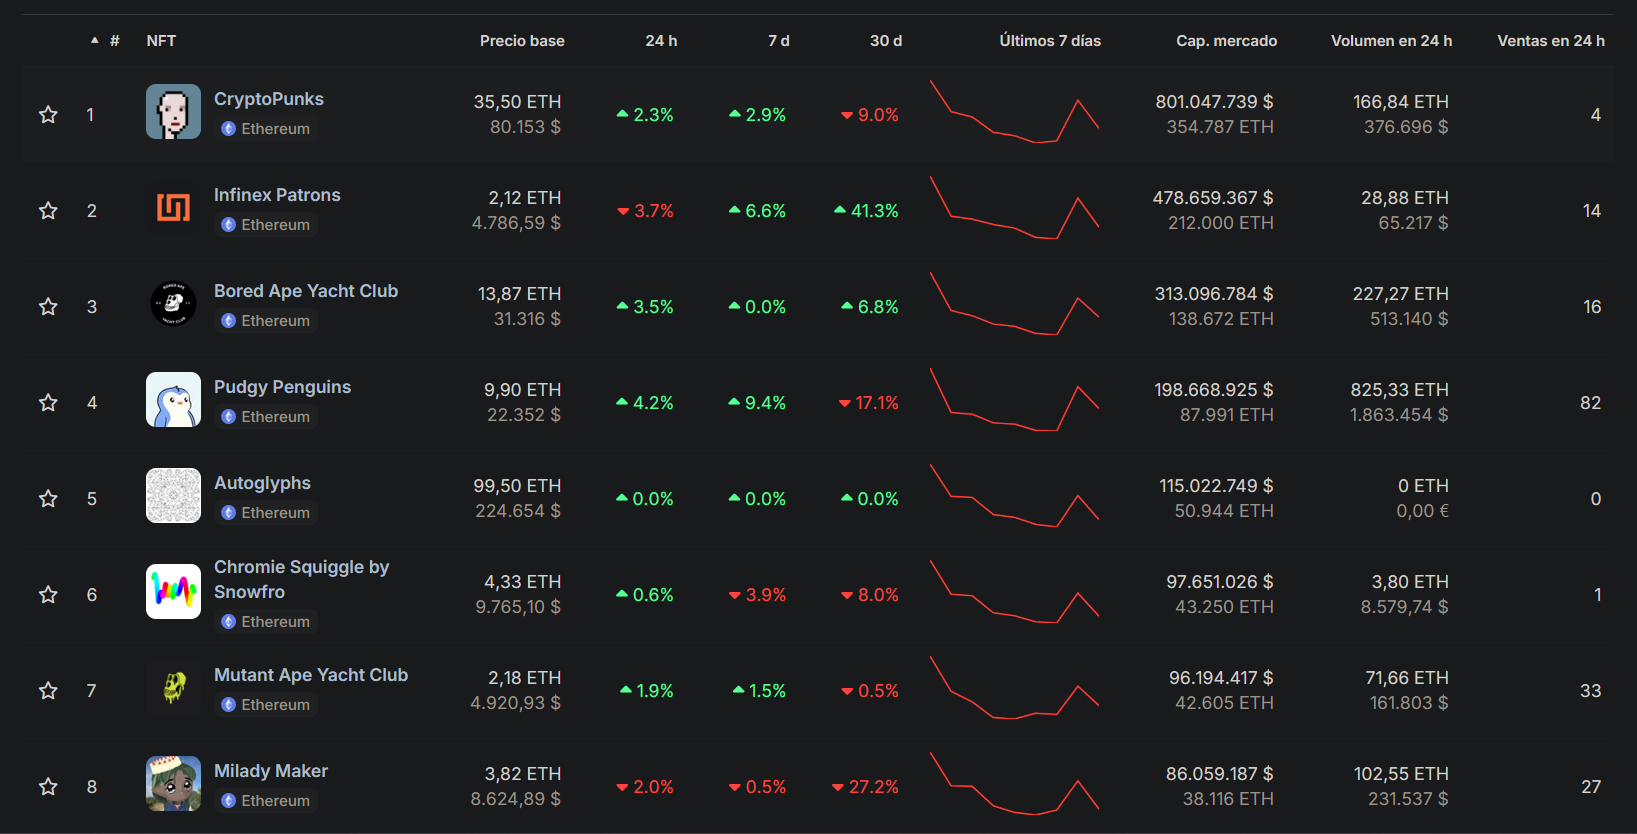 ▲ # NFT Precio base 24 h 7 d 30 d Últimos 7 días Cap. mercado Volumen en 24 h Ventas en 24 h
1 CryptoPunks Ethereum 35,50 ETH 80.153 $ ▲2.3% ▲2.9% ▼9.0% 801.047.739 $ 354.787 ETH 166,84 ETH 376.696 $ 4
2 Infinex Patrons Ethereum 2,12 ETH 4.786,59 $ ▼3.7% ▲6.6% ▲41.3% 478.659.367 $ 212.000 ETH 28,88 ETH 65.217 $ 14
BORED APE
YACHT CLUB
3 Bored Ape Yacht Club Ethereum 13,87 ETH 31.316 $ ▲3.5% ▲0.0% ▲6.8% 313.096.784 $ 138.672 ETH 227,27 ETH 513.140 $ 16
4 Pudgy Penguins Ethereum 9,90 ETH 22.352 $ ▲4.2% ▲9.4% ▼17.1% 198.668.925 $ 87.991 ETH 825,33 ETH 1.863.454 $ 82
5 Autoglyphs Ethereum 99,50 ETH 224.654 $ ▲0.0% ▲0.0% ▲0.0% 115.022.749 $ 50.944 ETH 0 ETH 0,00 € 0
6 Chromie Squiggle by Snowfro Ethereum 4,33 ETH 9.765,10 $ ▲0.6% ▼3.9% ▼8.0% 97.651.026 $ 43.250 ETH 3,80 ETH 8.579,74 $ 1
7 Mutant Ape Yacht Club Ethereum 2,18 ETH 4.920,93 $ ▲1.9% ▲1.5% ▼0.5% 96.194.417 $ 42.605 ETH 71,66 ETH 161.803 $ 33
8 Milady Maker Ethereum 3,82 ETH 8.624,89 $ ▼2.0% ▼0.5% ▼27.2% 86.059.187 $ 38.116 ETH 102,55 ETH 231.537 $ 27